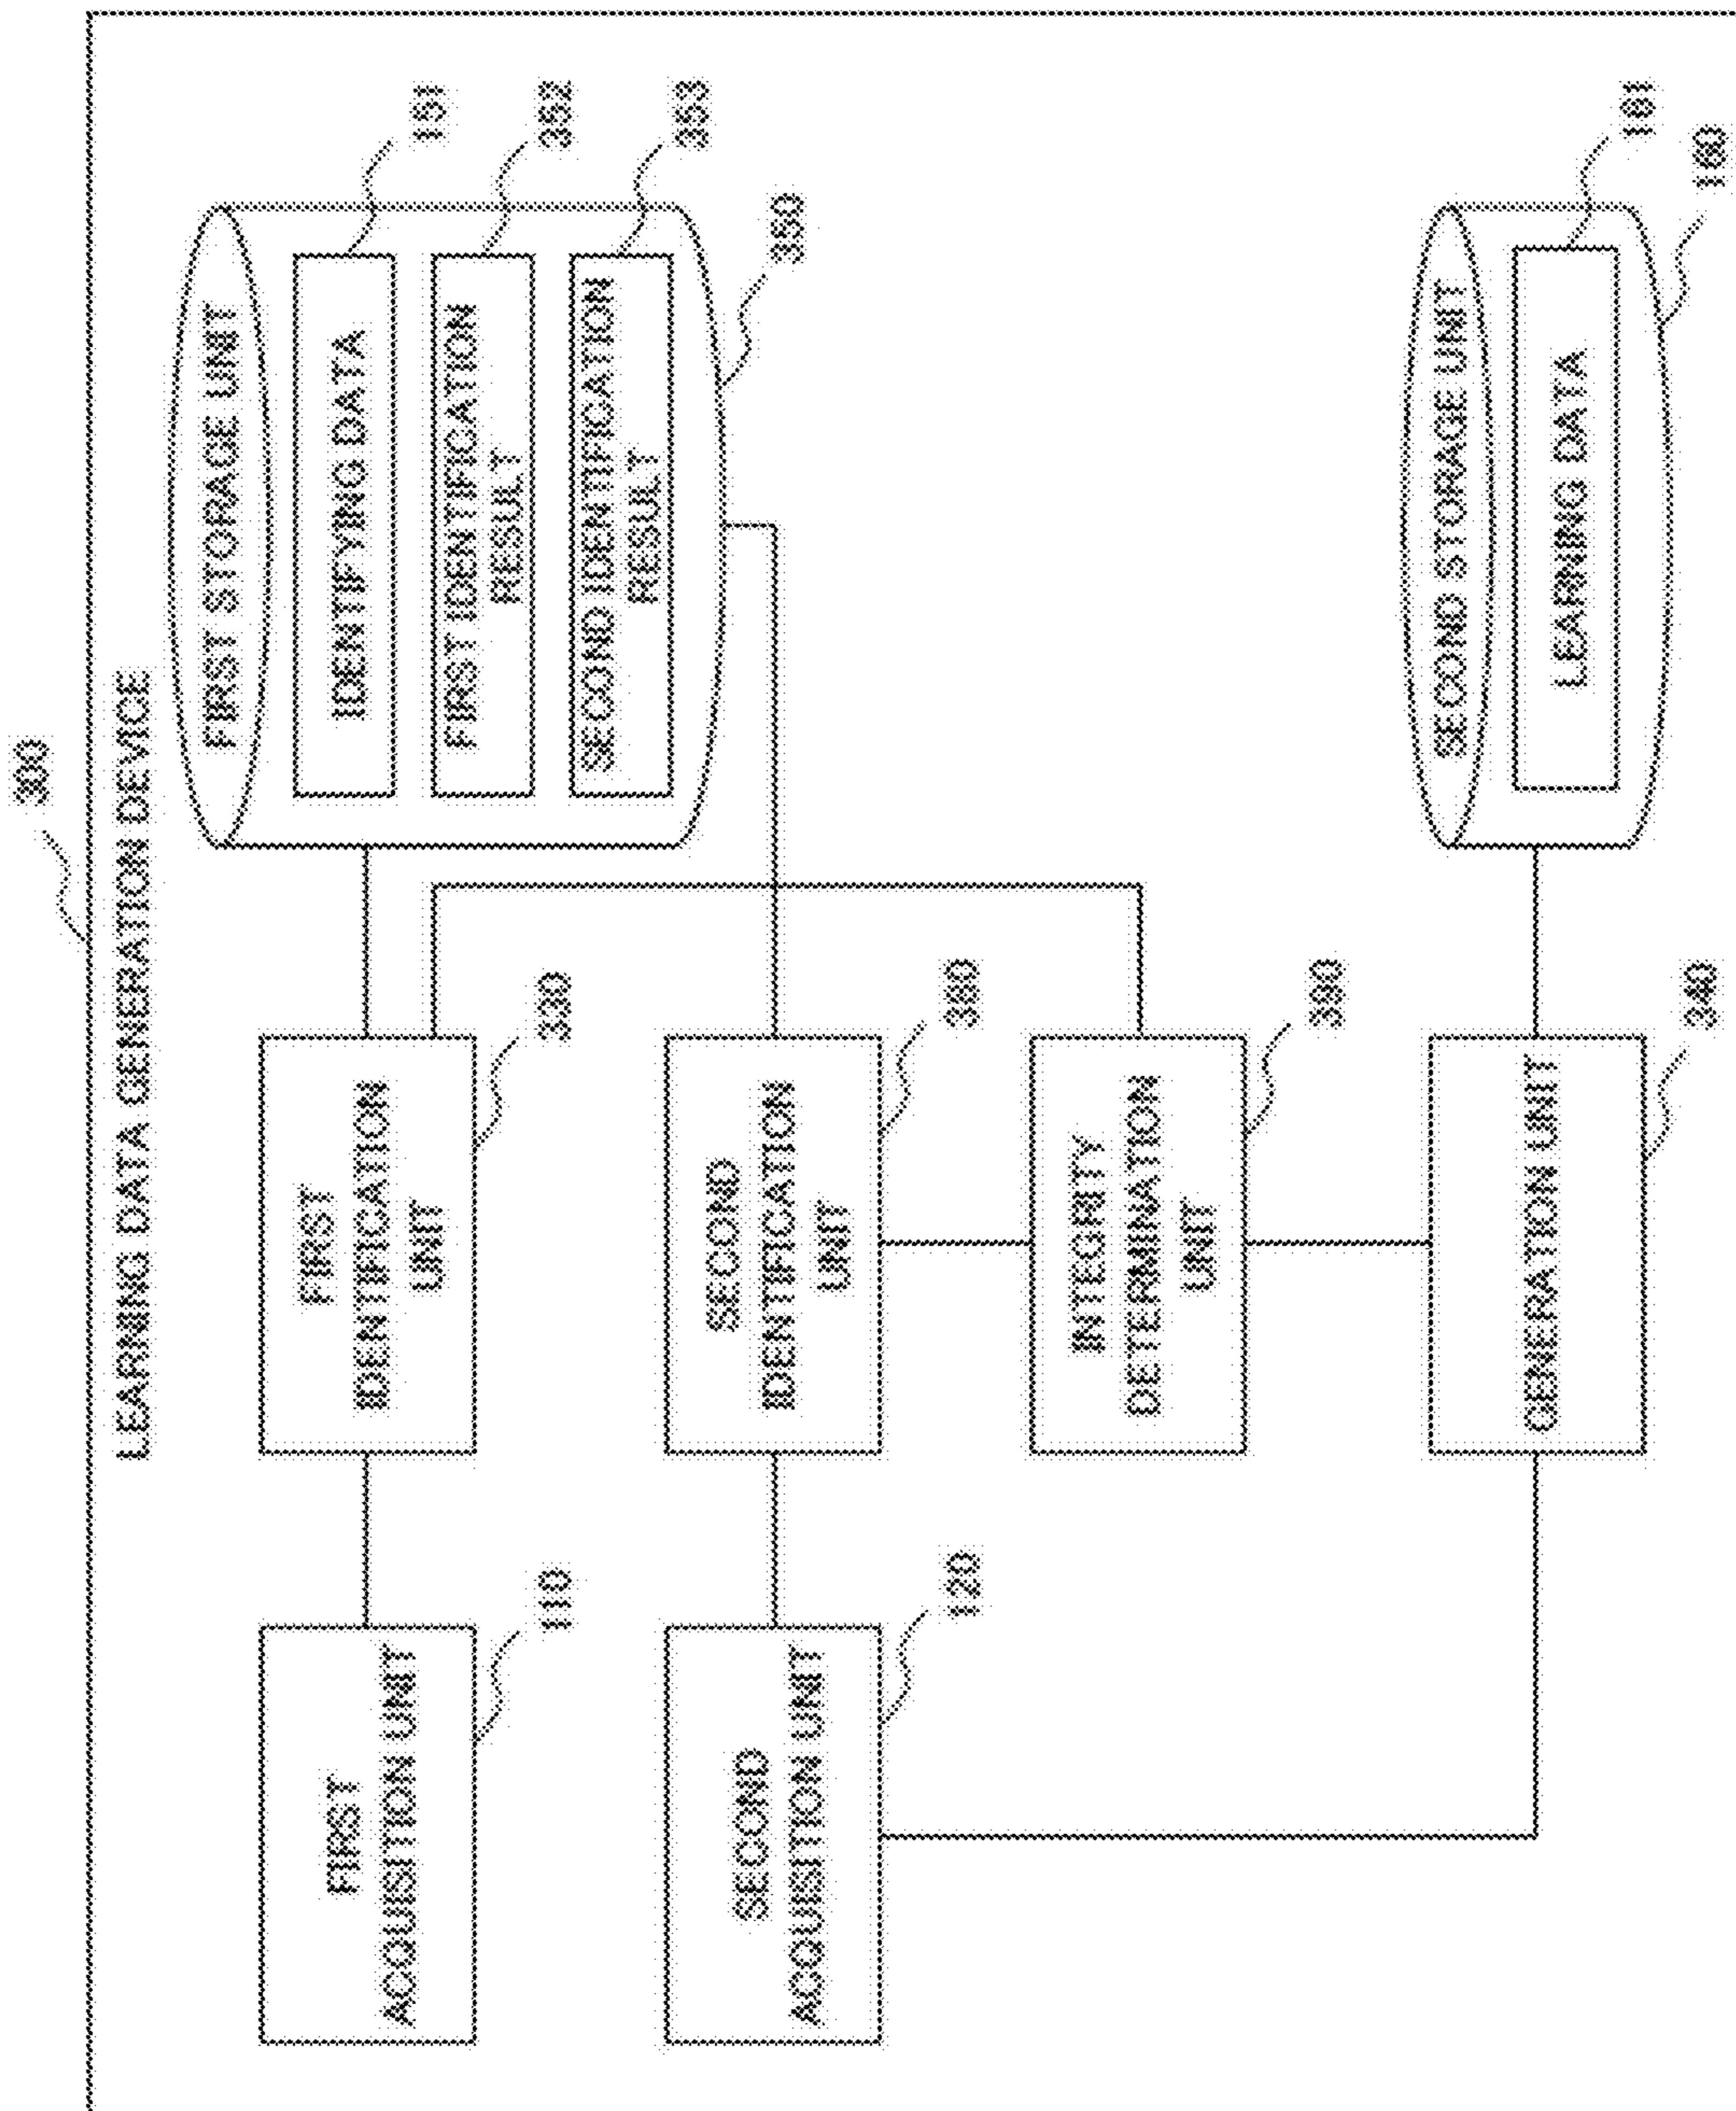 300
LEARNING DATA GENERATION DEVICE
FIRST
ACQUISITION UNIT
110
FIRST
IDENTIFICATION
UNIT
330
FIRST STORAGE UNIT
IDENTIFYING DATA
151
FIRST IDENTIFICATION
RESULT
352
SECOND IDENTIFICATION
RESULT
353
350
SECOND
ACQUISITION UNIT
120
SECOND
IDENTIFICATION
UNIT
380
INTEGRITY
DETERMINATION
UNIT
390
GENERATION UNIT
340
SECOND STORAGE UNIT
LEARNING DATA
161
160